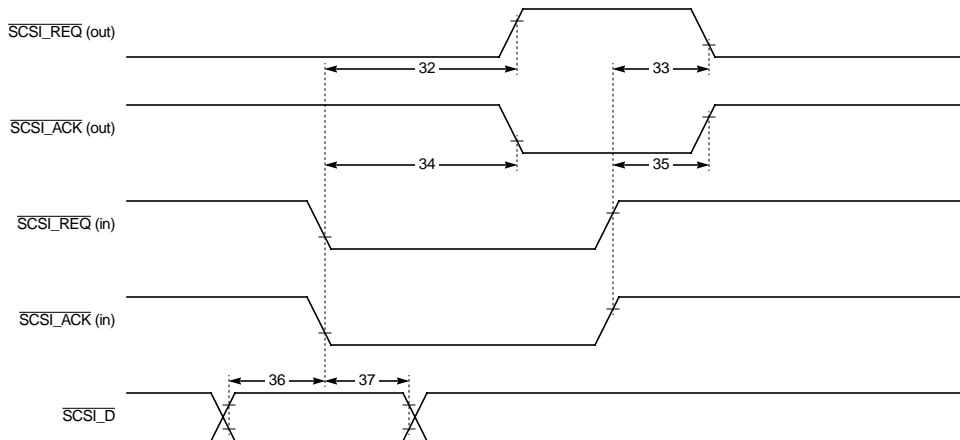 SCSI_REQ (out)
32
33
SCSI_ACK (out)
34
35
SCSI_REQ (in)
SCSI_ACK (in)
36
37
SCSI_D